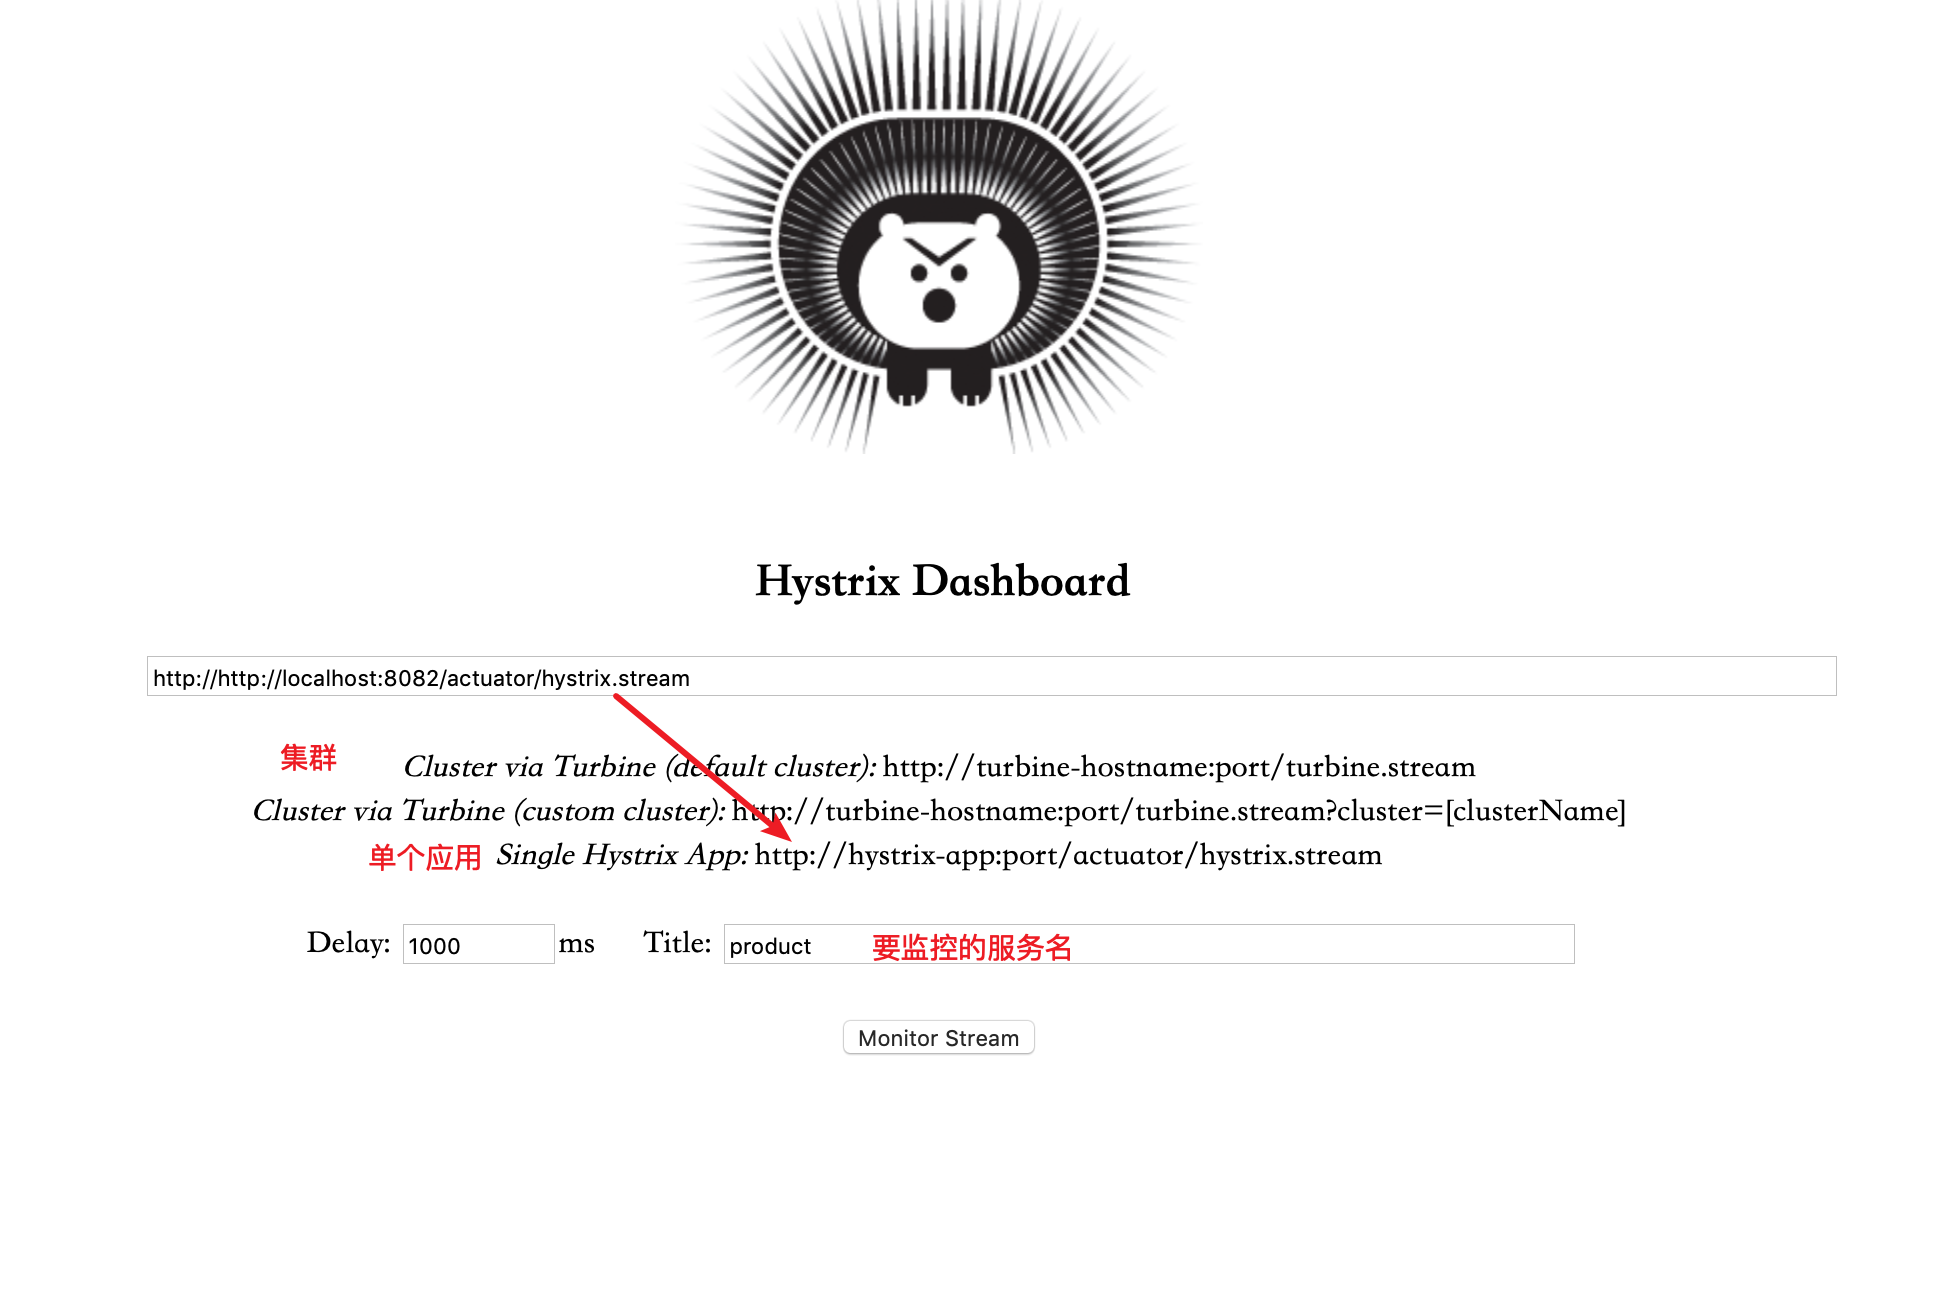 Hystrix Dashboard
http://http://localhost:8082/actuator/hystrix.stream
集群 Cluster via Turbine (default cluster): http://turbine-hostname:port/turbine.stream
Cluster via Turbine (custom cluster): http://turbine-hostname:port/turbine.stream?cluster=[clusterName]
单个应用 Single Hystrix App: http://hystrix-app:port/actuator/hystrix.stream
Delay: 1000 ms Title: product 要监控的服务名
Monitor Stream